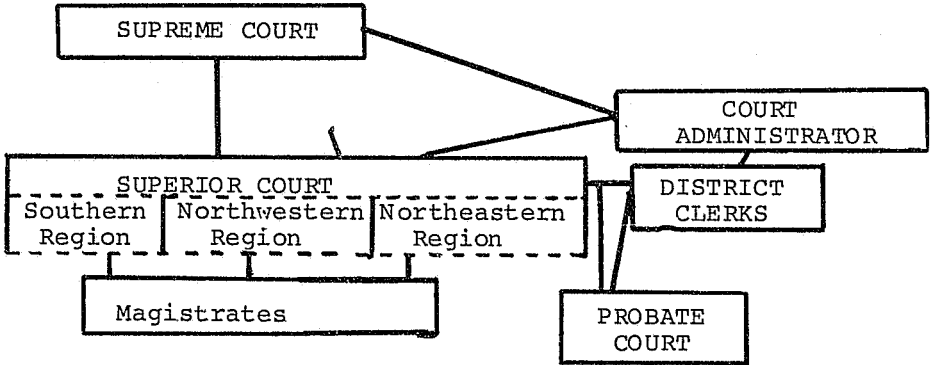 SUPREME COURT
COURT
ADMINISTRATOR
SUPERIOR COURT
Southern
Region
Northwestern
Region
Northeastern
Region
DISTRICT
CLERKS
Magistrates
PROBATE
COURT